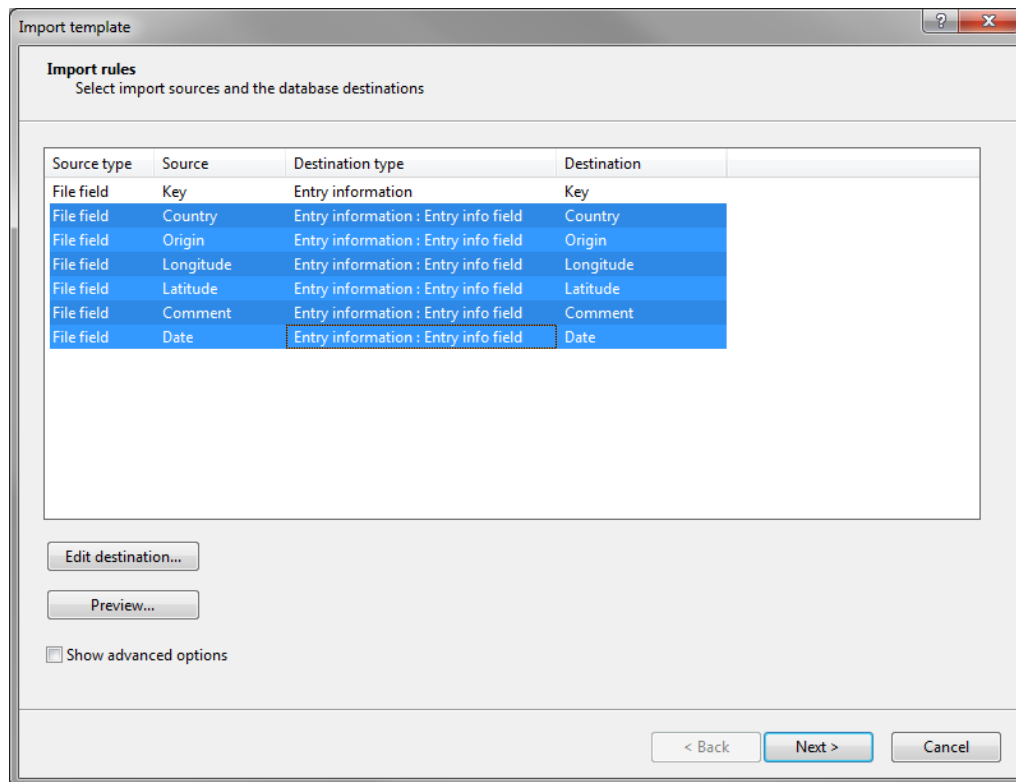 Import template
Import rules
Select import sources and the database destinations
Source type Source Destination type Destination
File field Key Entry information Key
File field Country Entry information : Entry info field Country
File field Origin Entry information : Entry info field Origin
File field Longitude Entry information : Entry info field Longitude
File field Latitude Entry information : Entry info field Latitude
File field Comment Entry information : Entry info field Comment
File field Date Entry information : Entry info field Date
Edit destination...
Preview...
Show advanced options
< Back Next > Cancel